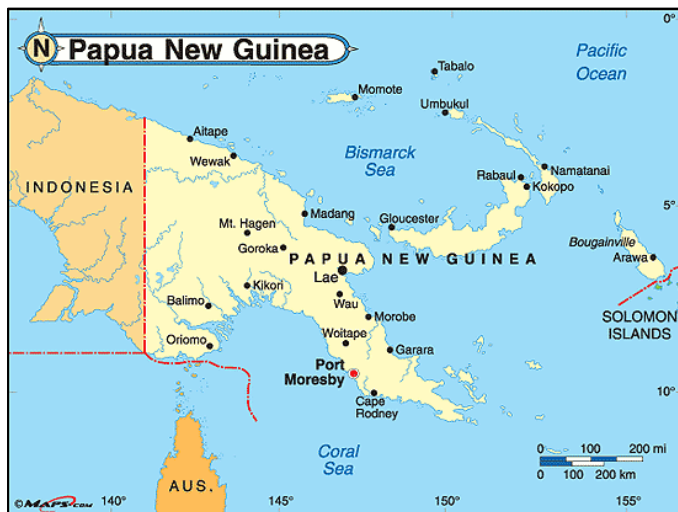 N Papua New Guinea
0°
Pacific
Ocean
Tabalo
Momote
Umbukul
Aitape
Wewak
Bismarck
Sea
Namatanai
Rabaul
Kokopo
INDONESIA
5°
Madang
Gloucester
Mt. Hagen
Goroka
Bougainville
Arawa
PAPUA NEW GUINEA
Lae
Kikori
Wau
Balimo
Morobe
SOLOMON
ISLANDS
Woitape
Oriomo
Garara
Port
Moresby
10°
Cape
Rodney
Coral
Sea
0 100 200 mi
0 100 200 km
AUS.
©MAPS.COM
140°
145°
150°
155°